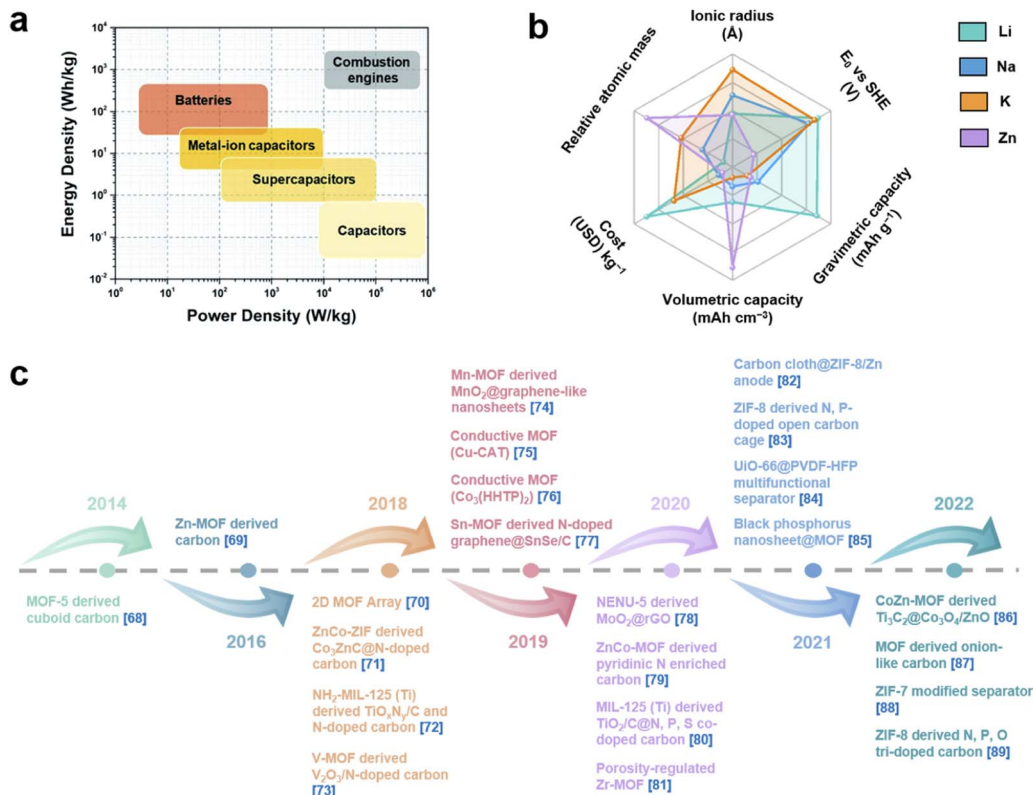 a
Energy Density (Wh/kg)
10⁴
10³
10²
10¹
10⁰
10⁻¹
10⁻²
Combustion
engines
Batteries
Metal-ion capacitors
Supercapacitors
Capacitors
10⁰
10¹
10²
10³
10⁴
10⁵
10⁶
Power Density (W/kg)
b
Ionic radius
(Å)
E₀ vs SHE
(V)
Gravimetric capacity
(mAh g⁻¹)
Volumetric capacity
(mAh cm⁻³)
Cost
(USD) kg⁻¹
Relative atomic mass
Li
Na
K
Zn
c
2014
MOF-5 derived
cuboid carbon [68]
Zn-MOF derived
carbon [69]
2016
2018
2D MOF Array [70]
ZnCo-ZIF derived
Co₃ZnC@N-doped
carbon [71]
NH₂-MIL-125 (Ti)
derived TiOₓNᵧ/C and
N-doped carbon [72]
V-MOF derived
V₂O₃/N-doped carbon
[73]
Mn-MOF derived
MnO₂@graphene-like
nanosheets [74]
Conductive MOF
(Cu-CAT) [75]
Conductive MOF
(Co₃(HHTP)₂) [76]
Sn-MOF derived N-doped
graphene@SnSe/C [77]
2019
2020
NENU-5 derived
MoO₂@rGO [78]
ZnCo-MOF derived
pyridinic N enriched
carbon [79]
MIL-125 (Ti) derived
TiO₂/C@N, P, S co-
doped carbon [80]
Porosity-regulated
Zr-MOF [81]
Carbon cloth@ZIF-8/Zn
anode [82]
ZIF-8 derived N, P-
doped open carbon
cage [83]
UiO-66@PVDF-HFP
multifunctional
separator [84]
Black phosphorus
nanosheet@MOF [85]
2021
2022
CoZn-MOF derived
Ti₃C₂@Co₃O₄/ZnO [86]
MOF derived onion-
like carbon [87]
ZIF-7 modified separator
[88]
ZIF-8 derived N, P, O
tri-doped carbon [89]